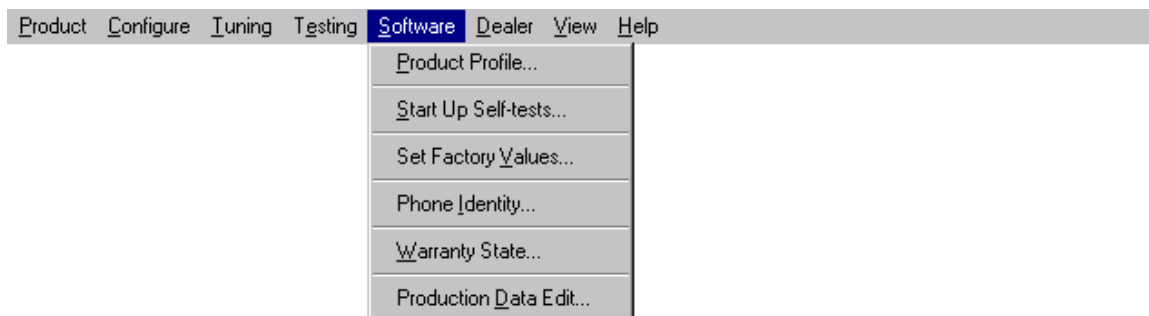 Product Configure Tuning Testing Software Dealer View Help
Product Profile...
Start Up Self-tests...
Set Factory Values...
Phone Identity...
Warranty State...
Production Data Edit...